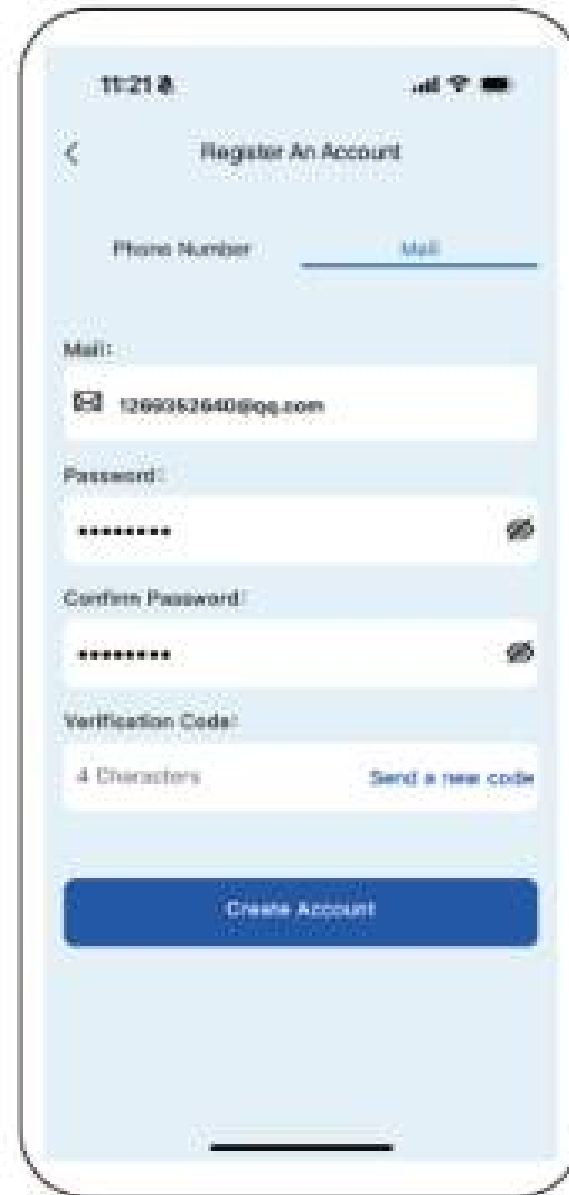 11:21
Register An Account
Phone Number
Mail
Mail:
@qq.com
Password:
Confirm Password:
Verification Code:
4 Characters
Send a new code
Create Account